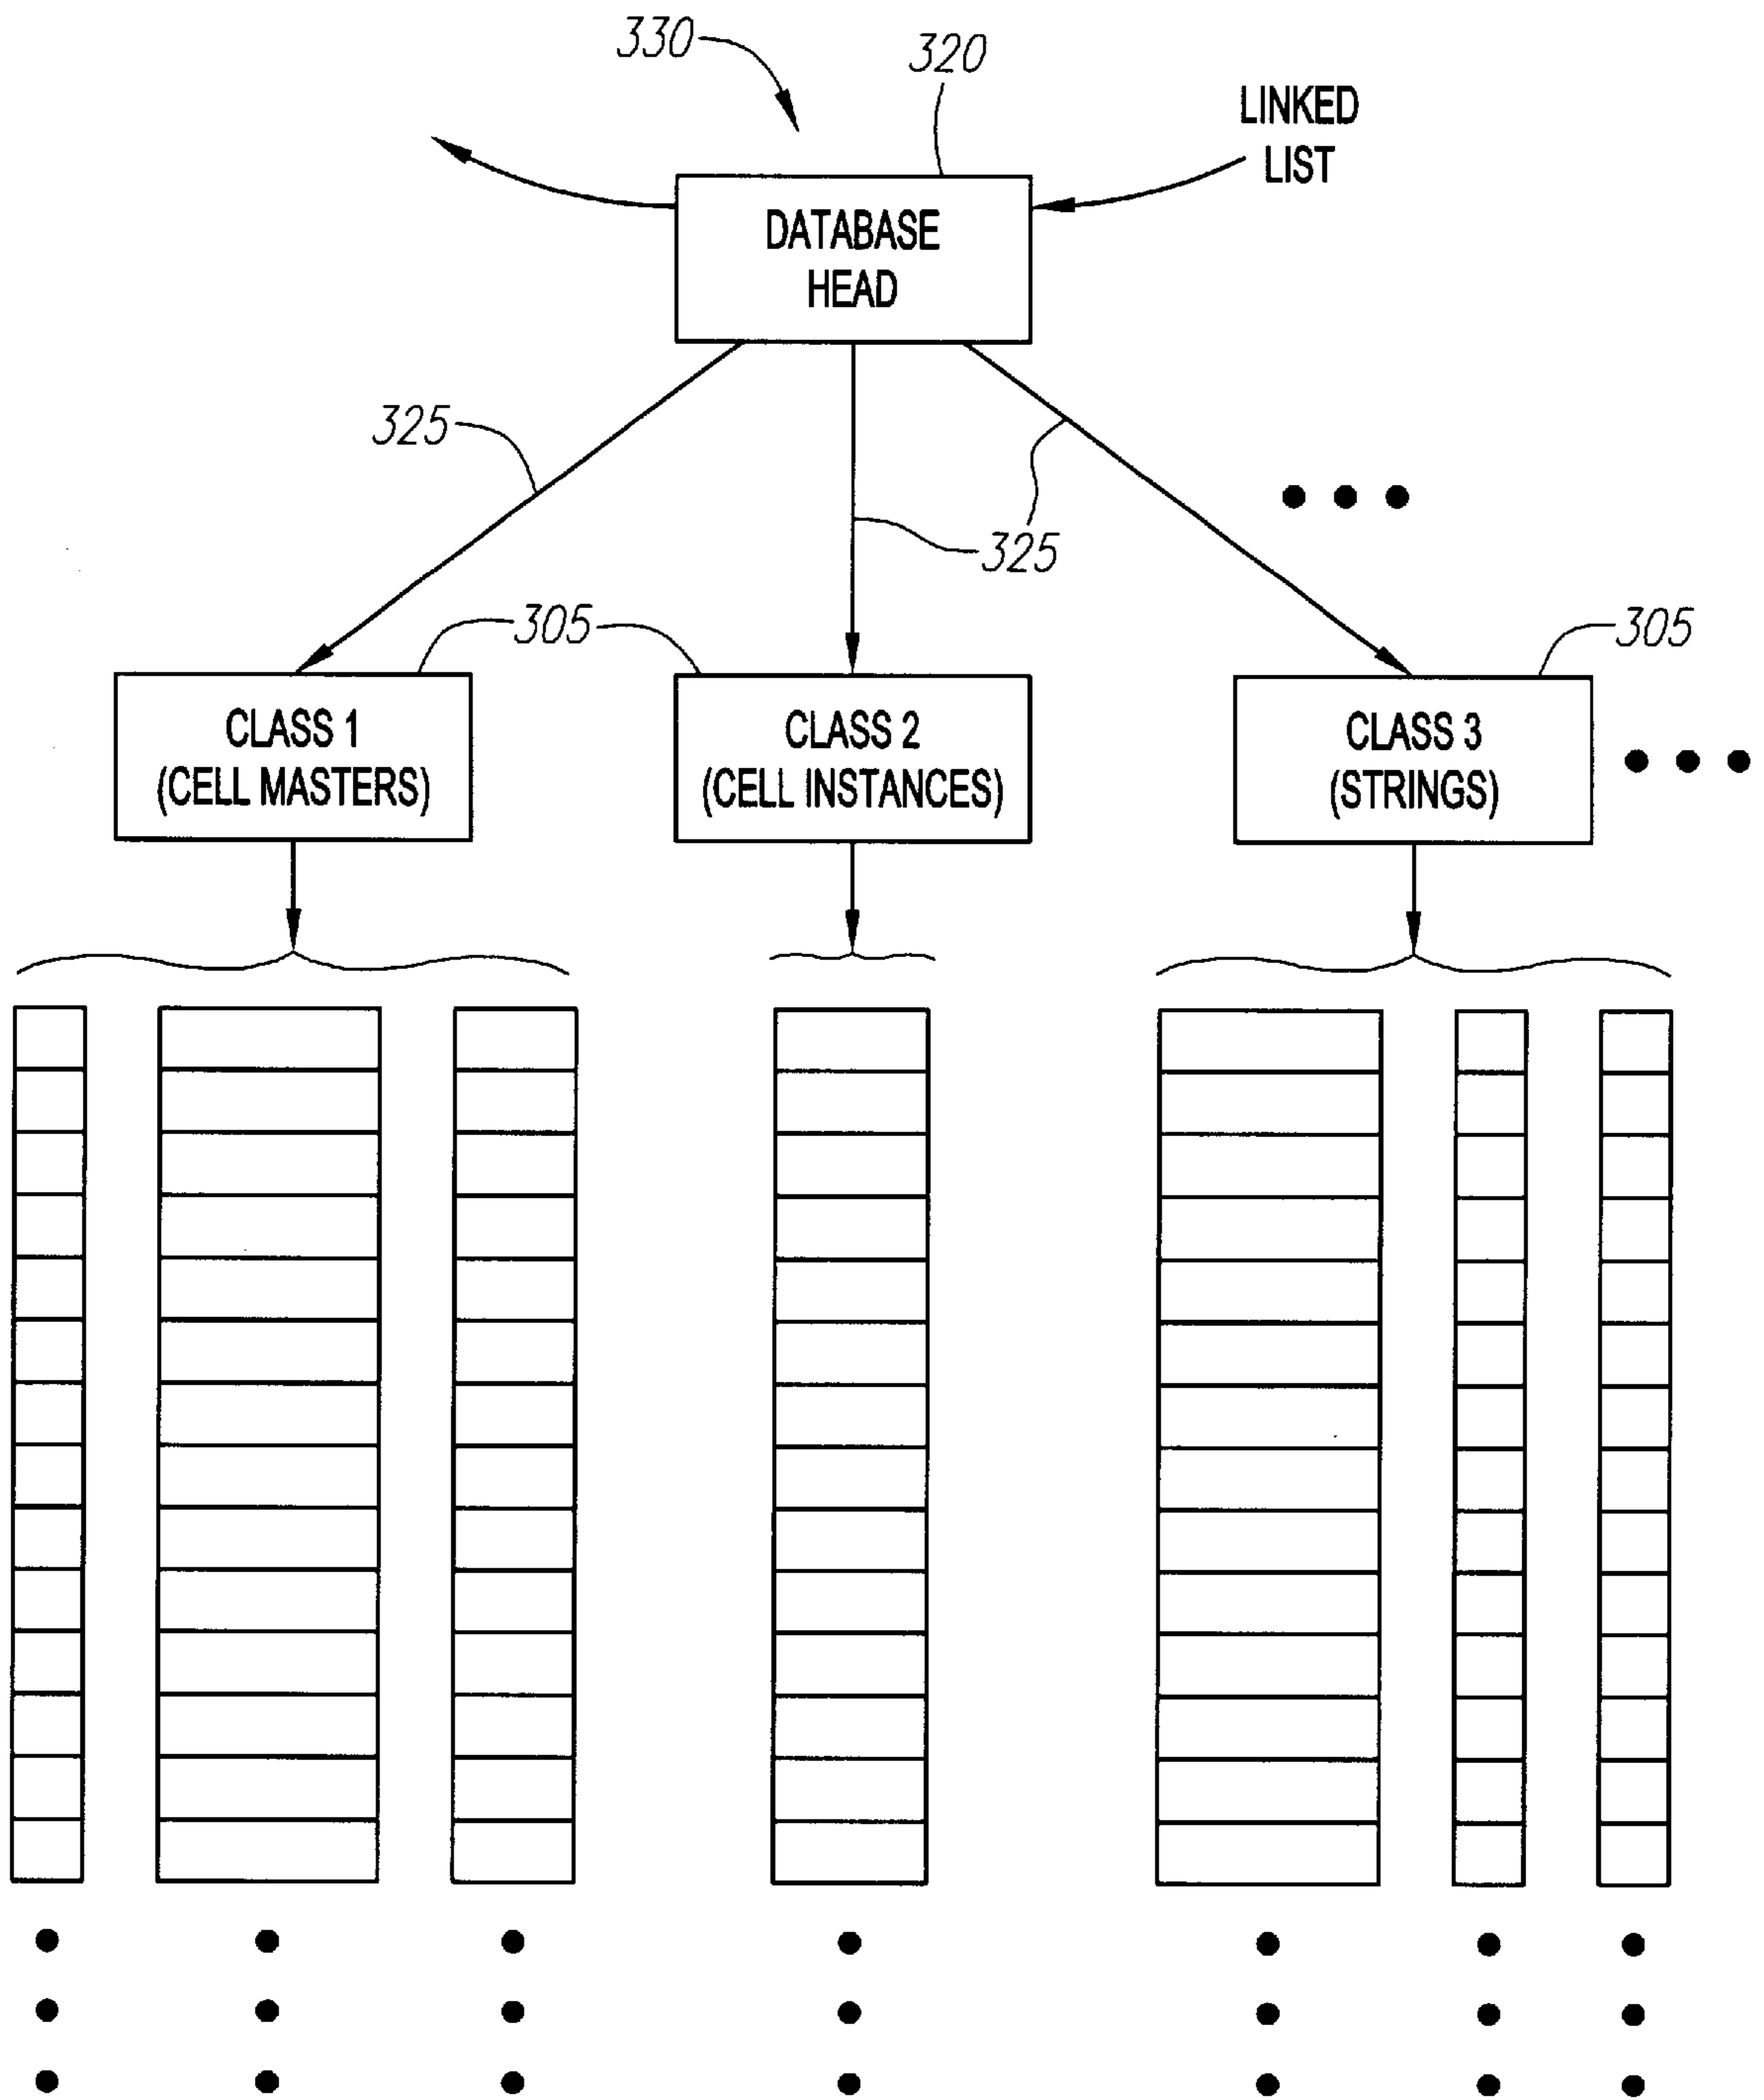 330
320
LINKED
LIST
DATABASE
HEAD
325
325
305
305
CLASS 1
(CELL MASTERS)
CLASS 2
(CELL INSTANCES)
CLASS 3
(STRINGS)